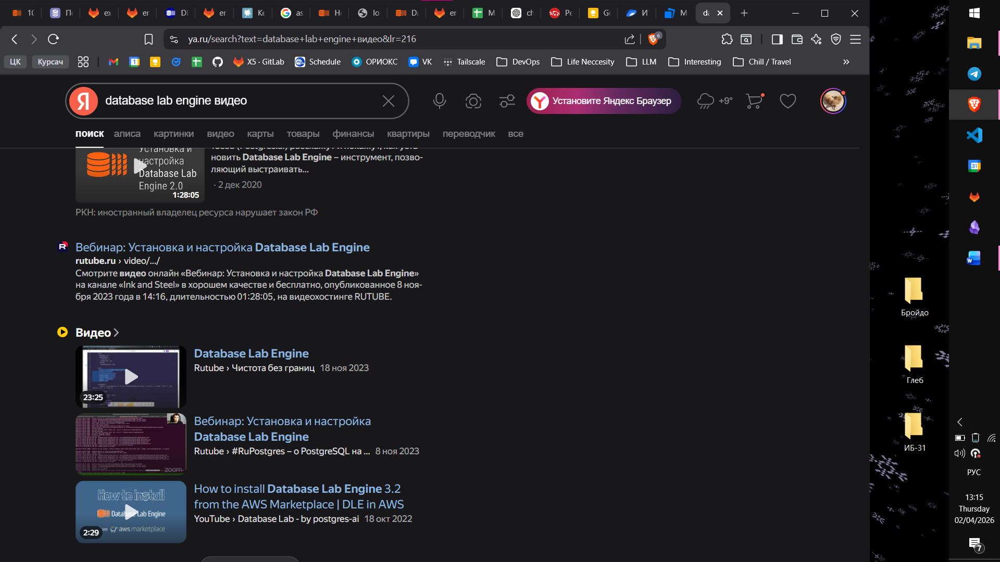 10
По
ex
er
DI
er
Ke
as
Ho
lo
Da
er
M
ch
Pe
Go
И
M
da
ya.ru/search?text=database+lab+engine+видео&lr=216
6
ЦК
Курсач
1
X5 · GitLab
Schedule
ОРИОКС
VK
Tailscale
DevOps
Life Neccesity
LLM
Interesting
Chill / Travel
»
Я
database lab engine видео
Y
Установите Яндекс Браузер
+9°
поиск
алиса
картинки
видео
карты
товары
финансы
квартиры
переводчик
все
Установка и
настройка
Database Lab
Engine 2.0
1:28:05
новить Database Lab Engine – инструмент, позво-
ляющий выстраивать...
· 2 дек 2020
РКН: иностранный владелец ресурса нарушает закон РФ
R
Вебинар: Установка и настройка Database Lab Engine
rutube.ru › video/.../
Смотрите видео онлайн «Вебинар: Установка и настройка Database Lab Engine»
на канале «Ink and Steel» в хорошем качестве и бесплатно, опубликованное 8 ноя-
бря 2023 года в 14:16, длительностью 01:28:05, на видеохостинге RUTUBE.
Видео
23:25
Database Lab Engine
Rutube › Чистота без границ 18 ноя 2023
zoom
Вебинар: Установка и настройка
Database Lab Engine
Rutube › #RuPostgres – о PostgreSQL на ... 8 ноя 2023
How to install
Database Lab Engine
aws marketplace
2:29
How to install Database Lab Engine 3.2
from the AWS Marketplace | DLE in AWS
YouTube › Database Lab - by postgres-ai 18 окт 2022
Бройдо
Глеб
ИБ-31
31
W
РУС
13:15
Thursday
02/04/2026
7